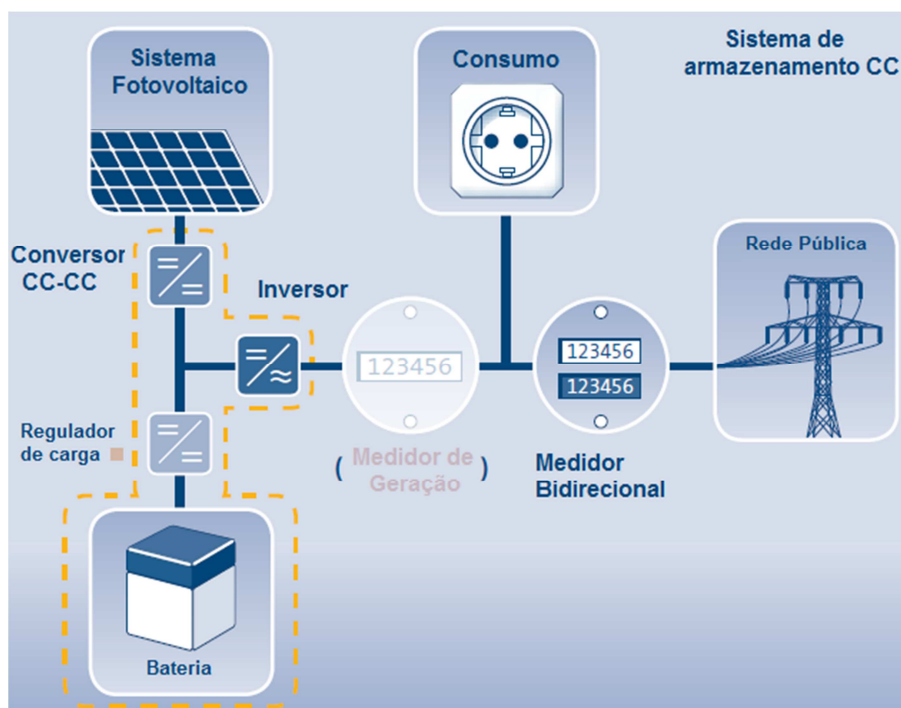 Sistema
Fotovoltaico
Consumo
Sistema de
armazenamento CC
Conversor
CC-CC
Inversor
Rede Pública
123456
123456
123456
Regulador
de carga
( Medidor de )
Geração
Medidor
Bidirecional
Bateria